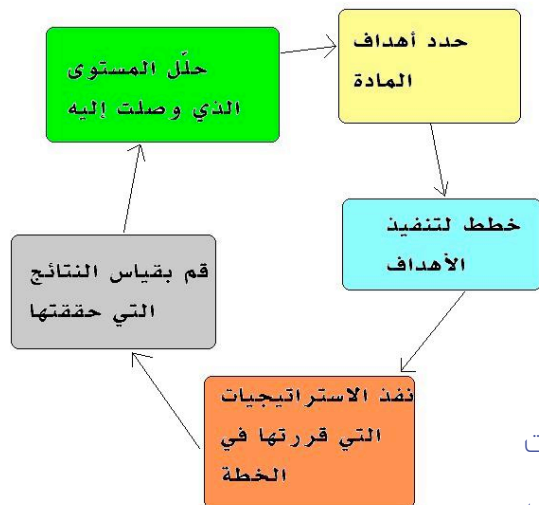 حدد أهداف
المادة
خطط لتنفيذ
الأهداف
نفذ الاستراتيجيات
التي قررتها في
الخطة
قم بقياس النتائج
التي حققتها
حلّل المستوى
الذي وصلت إليه